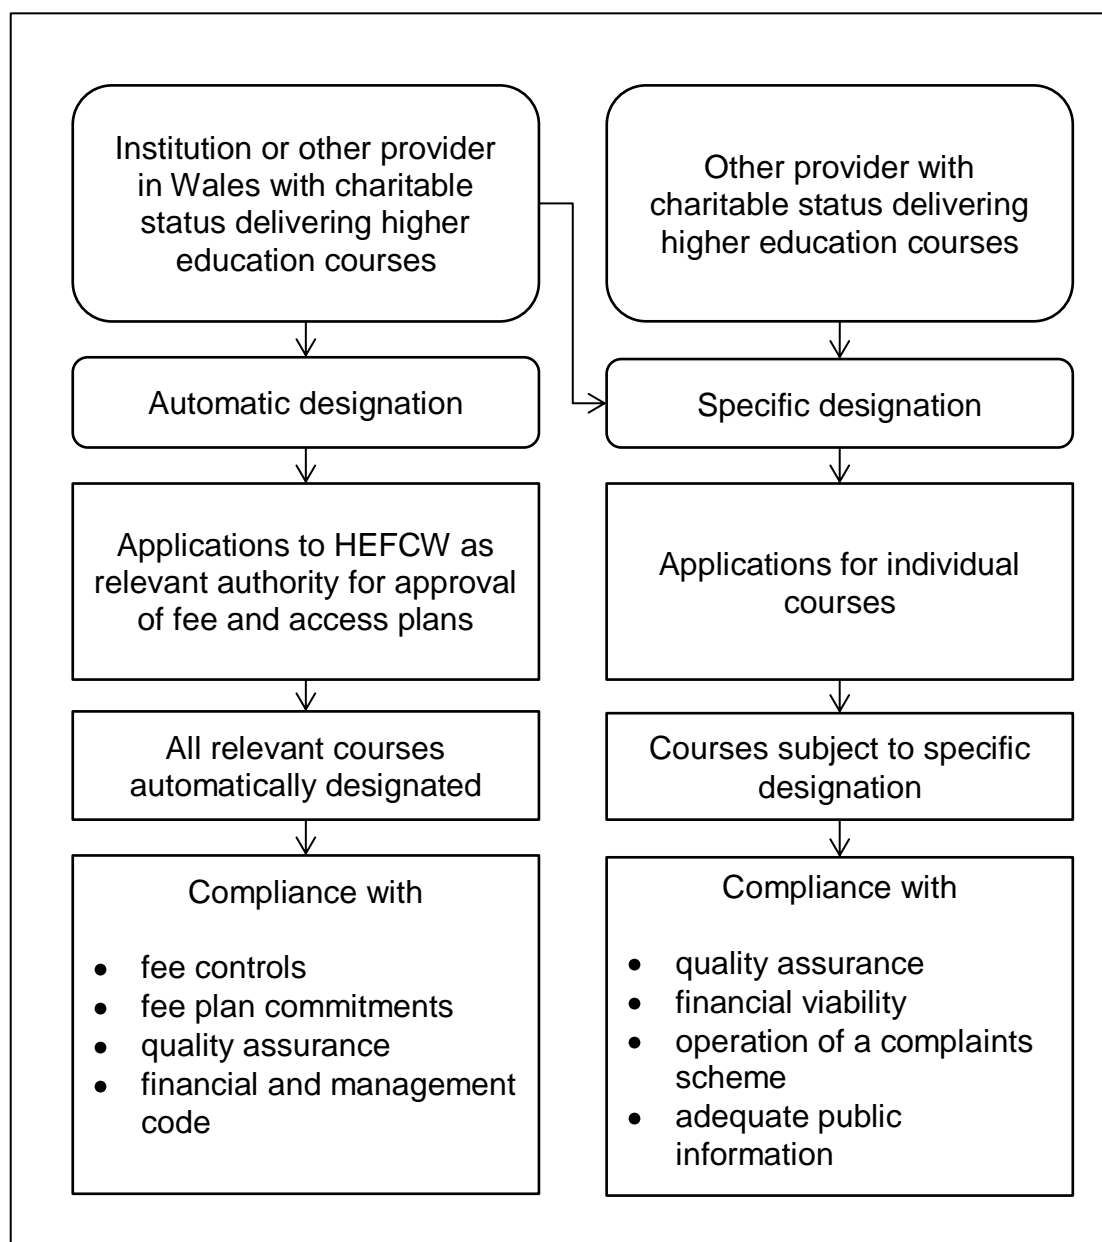 Institution or other provider
in Wales with charitable
status delivering higher
education courses
Other provider with
charitable status delivering
higher education courses
Automatic designation
Specific designation
Applications to HEFCW as
relevant authority for approval
of fee and access plans
Applications for individual
courses
All relevant courses
automatically designated
Courses subject to specific
designation
Compliance with
• fee controls
• fee plan commitments
• quality assurance
• financial and management
code
Compliance with
• quality assurance
• financial viability
• operation of a complaints
scheme
• adequate public
information